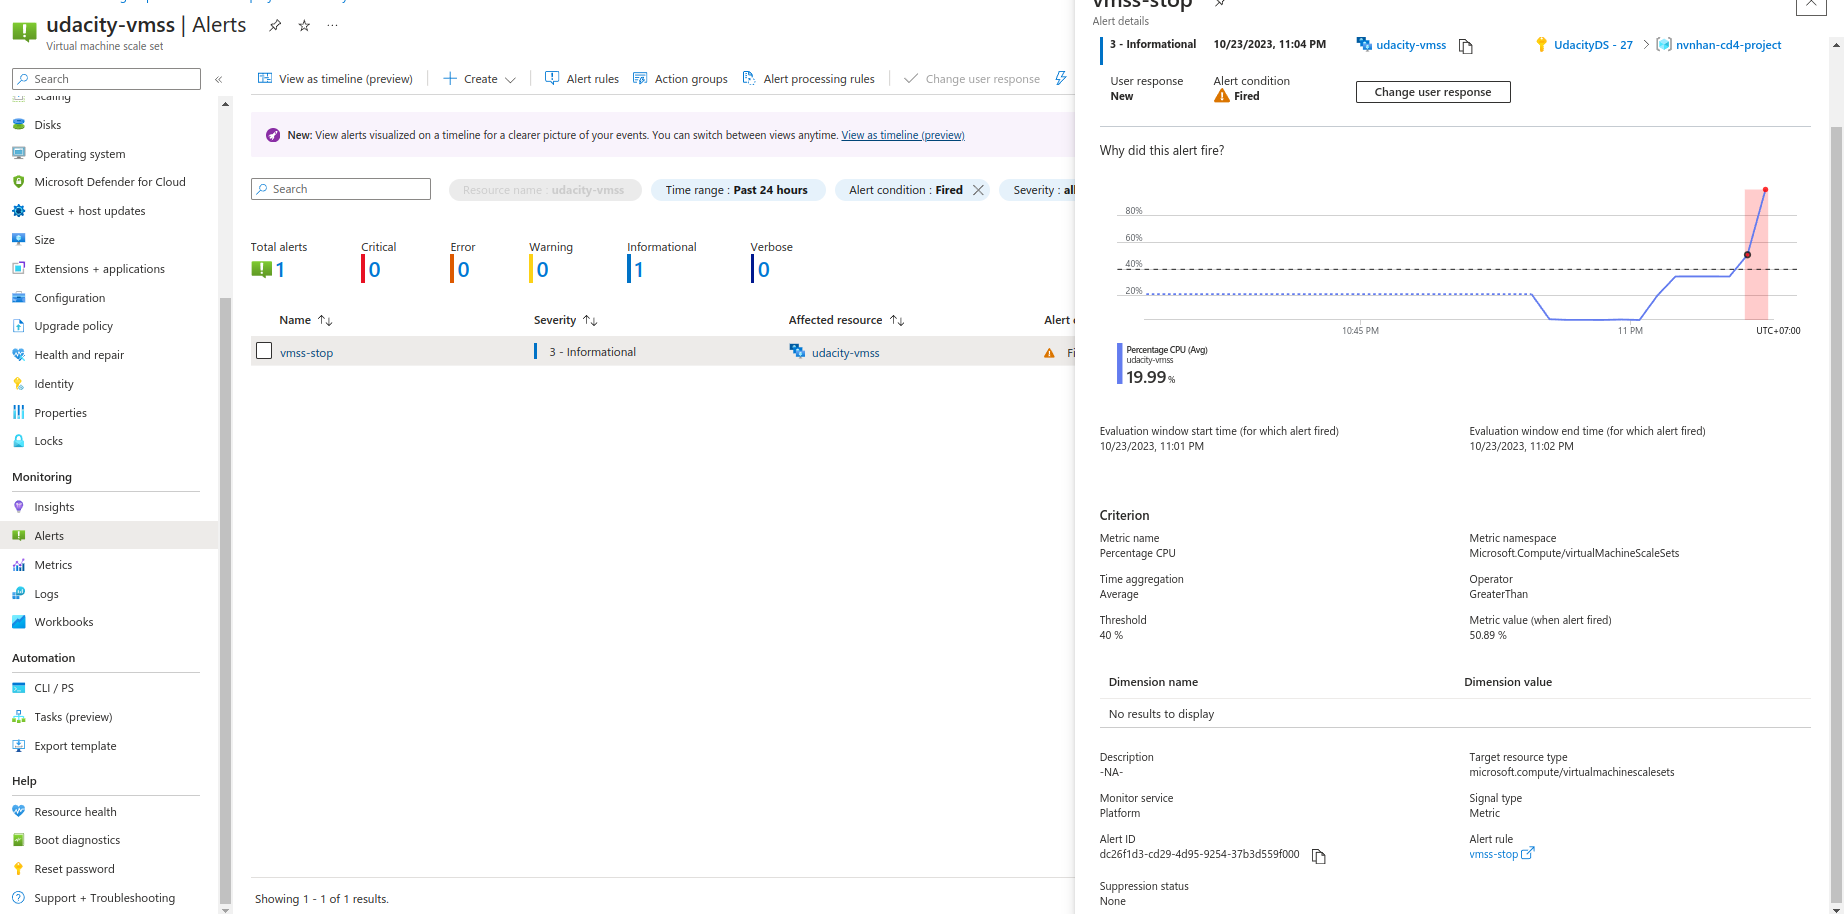 udacity-vmss | Alerts
Virtual machine scale set
Search
Scaling
Disks
Operating system
Microsoft Defender for Cloud
Guest + host updates
Size
Extensions + applications
Configuration
Upgrade policy
Health and repair
Identity
Properties
Locks
Monitoring
Insights
Alerts
Metrics
Logs
Workbooks
Automation
CLI / PS
Tasks (preview)
Export template
Help
Resource health
Boot diagnostics
Reset password
Support + Troubleshooting
View as timeline (preview)
Create
Alert rules
Action groups
Alert processing rules
Change user response
New: View alerts visualized on a timeline for a clearer picture of your events. You can switch between views anytime. View as timeline (preview)
Search
Resource name : udacity-vmss
Time range : Past 24 hours
Alert condition : Fired
Severity : all
Total alerts
1
Critical
0
Error
0
Warning
0
Informational
1
Verbose
0
Name
Severity
Affected resource
Alert
vmss-stop
3 - Informational
udacity-vmss
Showing 1 - 1 of 1 results.
vmss-stop
Alert details
3 - Informational
10/23/2023, 11:04 PM
udacity-vmss
UdacityDS - 27 > nvnhan-cd4-project
User response
New
Alert condition
Fired
Change user response
Why did this alert fire?
80%
60%
40%
20%
10:45 PM
11 PM
UTC+07:00
Percentage CPU (Avg)
udacity-vmss
19.99 %
Evaluation window start time (for which alert fired)
10/23/2023, 11:01 PM
Evaluation window end time (for which alert fired)
10/23/2023, 11:02 PM
Criterion
Metric name
Percentage CPU
Metric namespace
Microsoft.Compute/virtualMachineScaleSets
Time aggregation
Average
Operator
GreaterThan
Threshold
40 %
Metric value (when alert fired)
50.89 %
Dimension name
Dimension value
No results to display
Description
-NA-
Target resource type
microsoft.compute/virtualmachinescalesets
Monitor service
Platform
Signal type
Metric
Alert ID
dc26f1d3-cd29-4d95-9254-37b3d559f000
Alert rule
vmss-stop
Suppression status
None